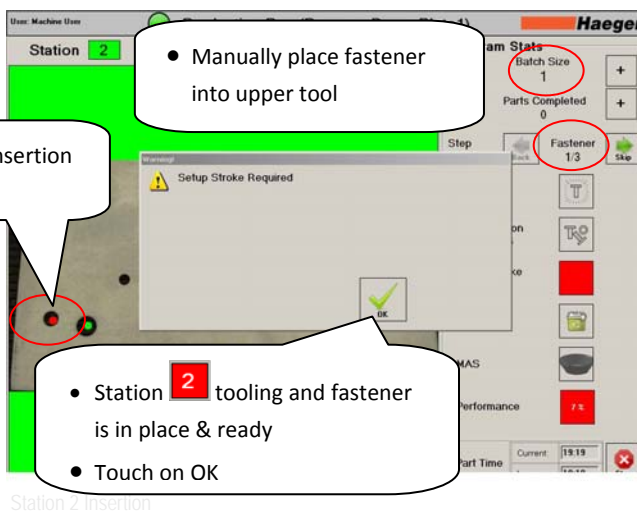 User: Machine User
Haeger
Station 2
• Manually place fastener
into upper tool
Stats
Batch Size
1
+
Parts Completed
0
+
nsertion
Step
Back
Fastener
1/3
Skip
Warning!
Setup Stroke Required
OK
on
ke
MAS
Performance
7 %
• Station 2 tooling and fastener
is in place & ready
• Touch on OK
Part Time
Current
19:19
Station 2 Insertion